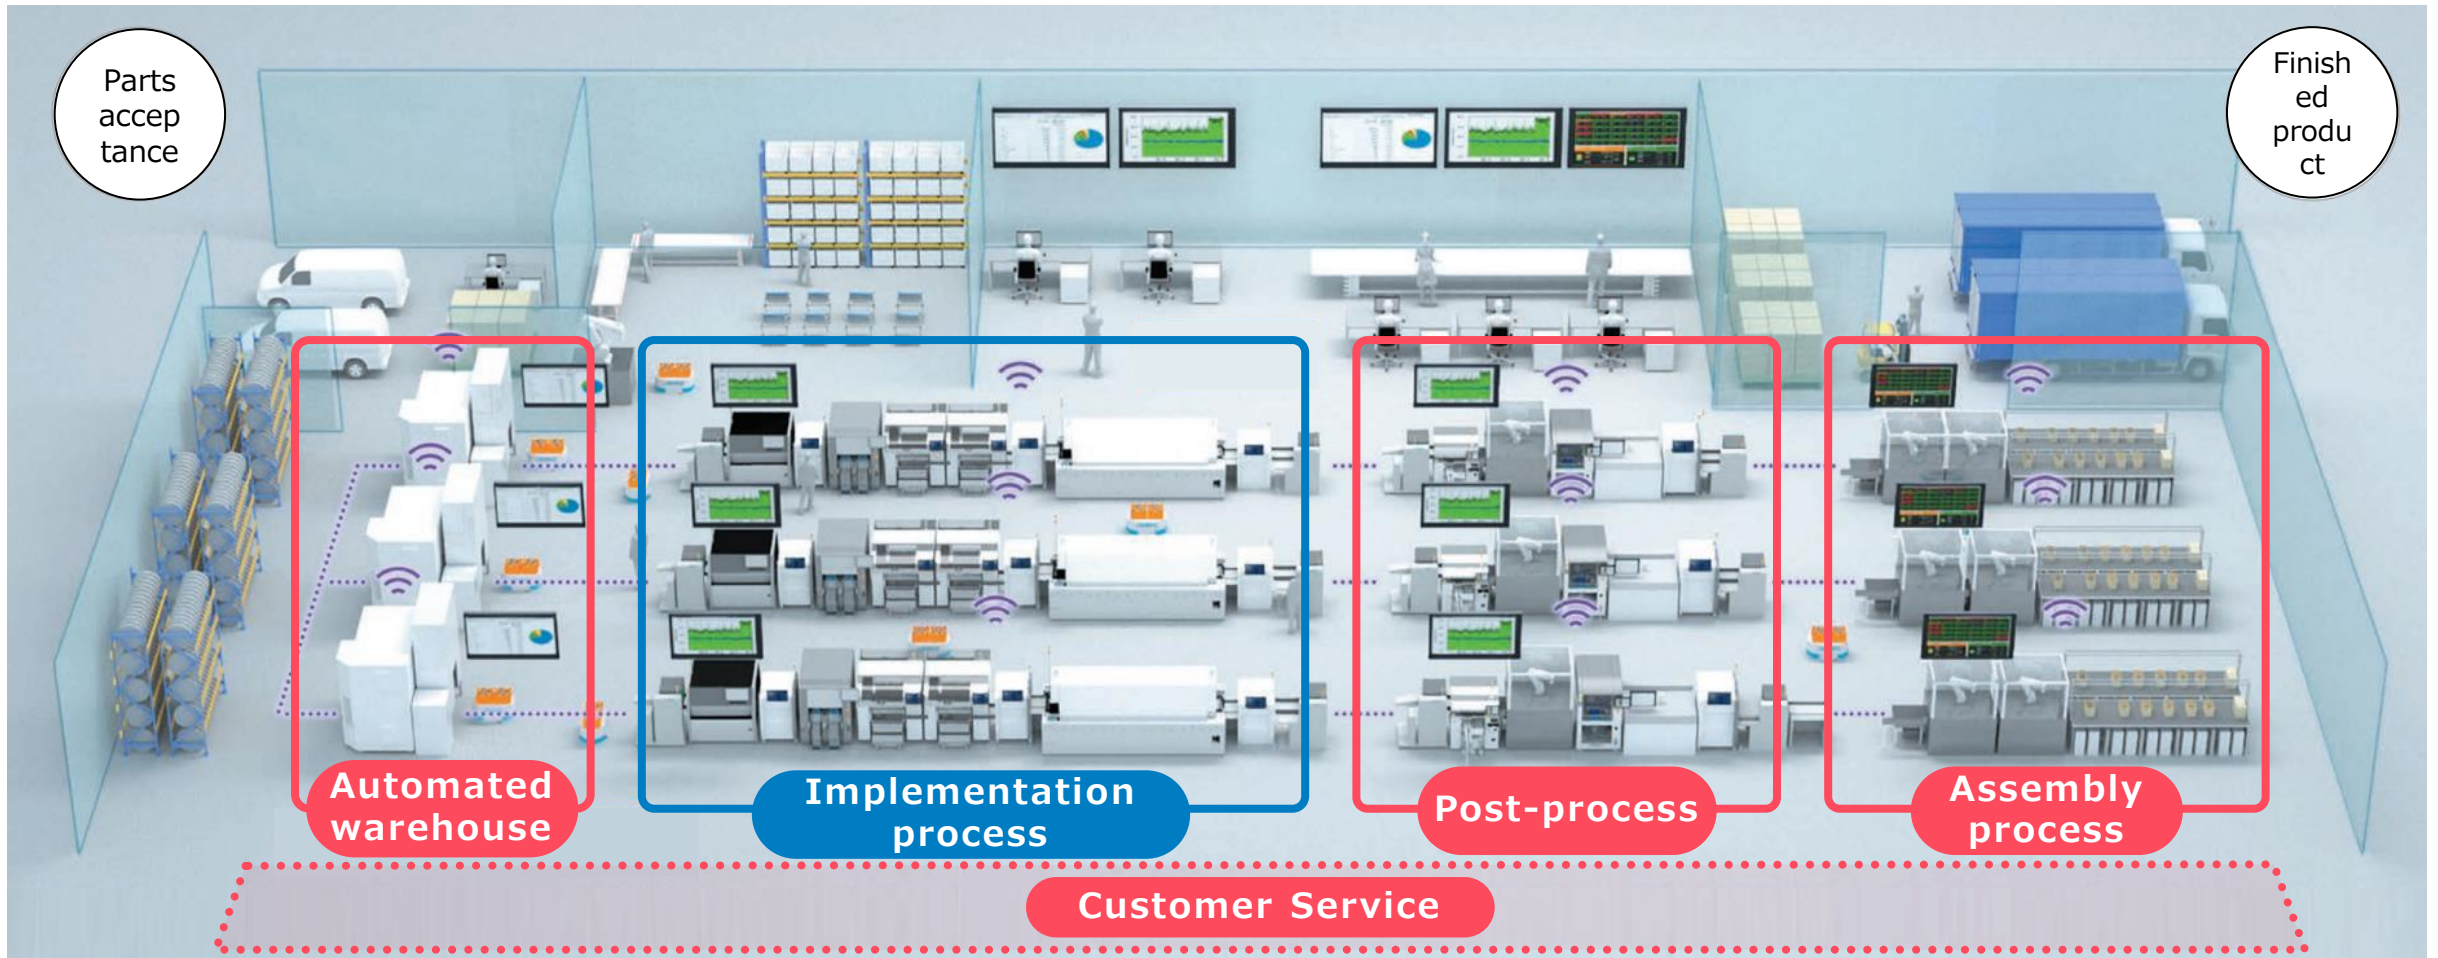 Parts
accep
tance
Finish
ed
produ
ct
Automated
warehouse
Implementation
process
Post-process
Assembly
process
Customer Service